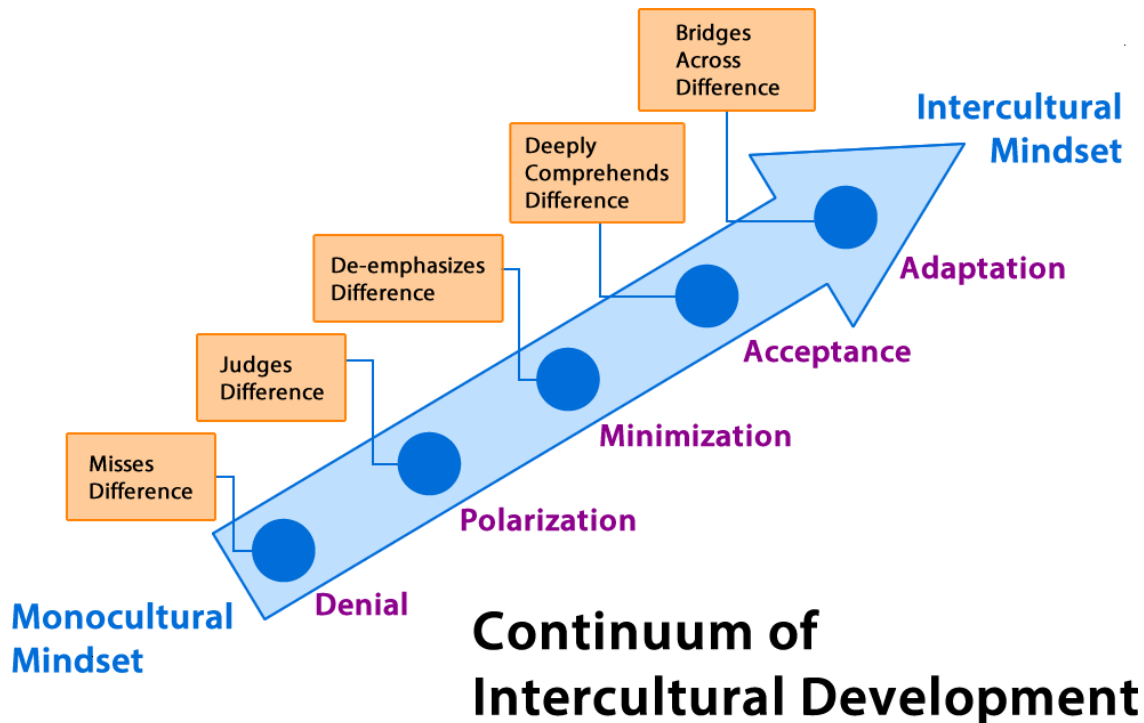 Bridges
Across
Difference
Intercultural
Mindset
Deeply
Comprehends
Difference
Adaptation
De-emphasizes
Difference
Acceptance
Judges
Difference
Minimization
Misses
Difference
Polarization
Denial
Monocultural
Mindset
Continuum of
Intercultural Development